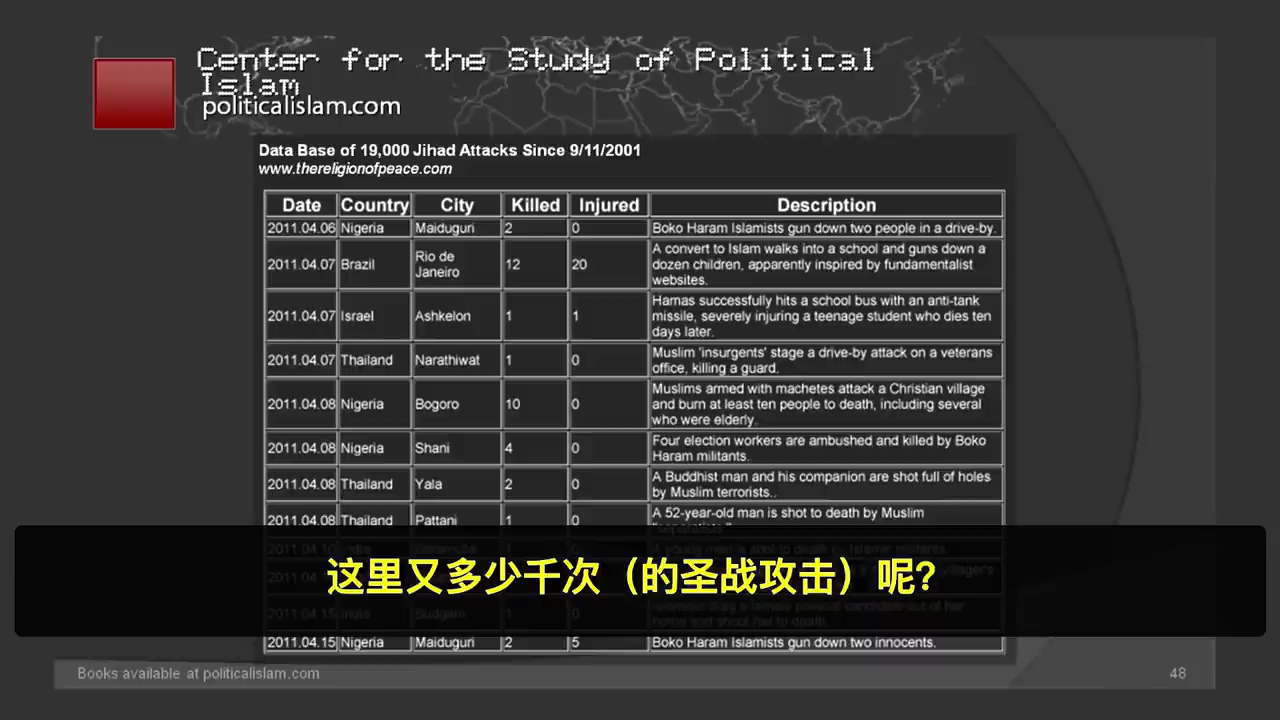 Center for the Study of Political
Islam
politicalislam.com
Data Base of 19,000 Jihad Attacks Since 9/11/2001
www.thereligionofpeace.com
Date Country City Killed Injured Description
2011.04.06 Nigeria Maiduguri 2 0 Boko Haram Islamists gun down two people in a drive-by.
2011.04.07 Brazil Rio de Janeiro 12 20 A convert to Islam walks into a school and guns down a
dozen children, apparently inspired by fundamentalist
websites.
2011.04.07 Israel Ashkelon 1 1 Hamas successfully hits a school bus with an anti-tank
missile, severely injuring a teenage student who dies ten
days later.
2011.04.07 Thailand Narathiwat 1 0 Muslim 'insurgents' stage a drive-by attack on a veterans
office, killing a guard.
2011.04.08 Nigeria Bogoro 10 0 Muslims armed with machetes attack a Christian village
and burn at least ten people to death, including several
who were elderly.
2011.04.08 Nigeria Shani 4 0 Four election workers are ambushed and killed by Boko
Haram militants.
2011.04.08 Thailand Yala 2 0 A Buddhist man and his companion are shot full of holes
by Muslim terrorists..
2011.04.08 Thailand Pattani 1 0 A 52-year-old man is shot to death by Muslim
"separatists."
这里又多少千次（的圣战攻击）呢？
home and shoot her to death.
2011.04.15 Nigeria Maiduguri 2 5 Boko Haram Islamists gun down two innocents.
Books available at politicalislam.com
48